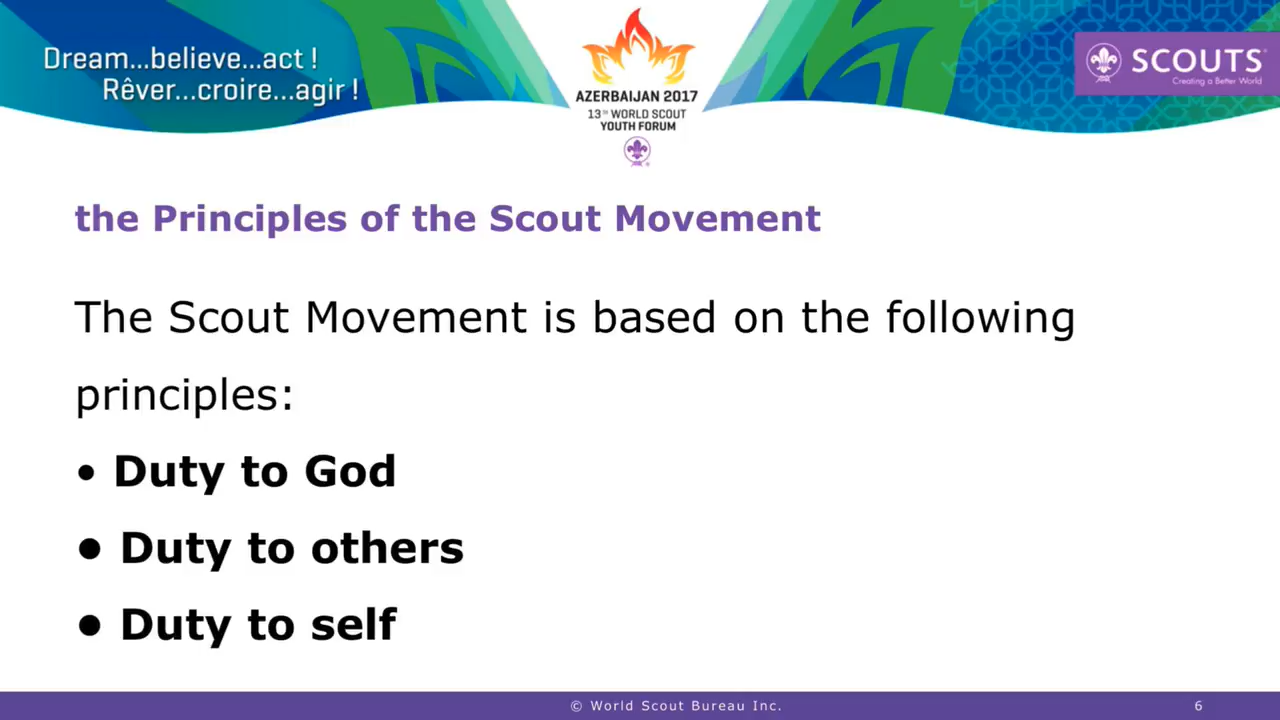 Dream...believe...act !
Rêver...croire...agir !
AZERBAIJAN 2017
13TH WORLD SCOUT
YOUTH FORUM
SCOUTS®
Creating a Better World
the Principles of the Scout Movement
The Scout Movement is based on the following
principles:
• Duty to God
• Duty to others
• Duty to self
© World Scout Bureau Inc.
6